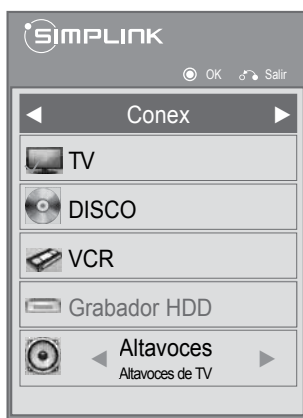 SIMPLINK
OK Salir
Conex
TV
DISCO
VCR
Grabador HDD
Altavoces
Altavoces de TV